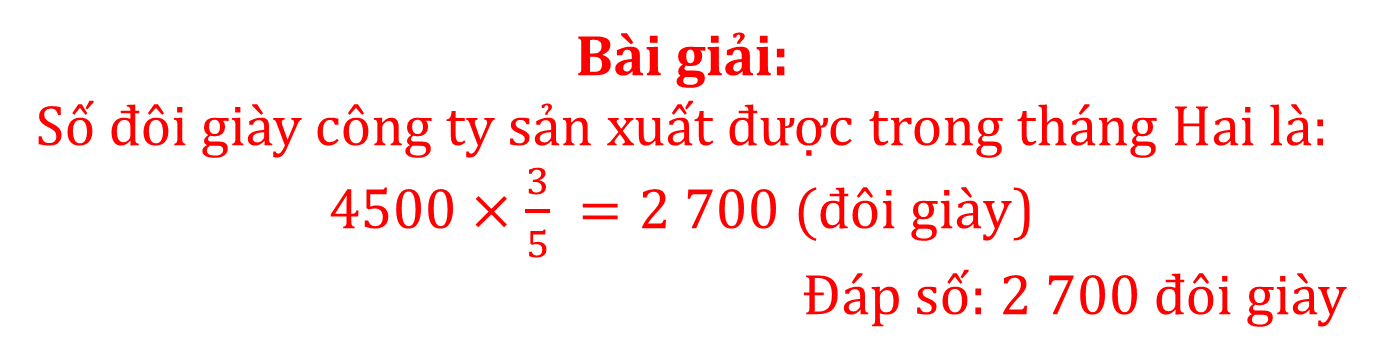 Bài giải:
Số đôi giày công ty sản xuất được trong tháng Hai là:
4500 × 3/5 = 2 700 (đôi giày)
Đáp số: 2 700 đôi giày